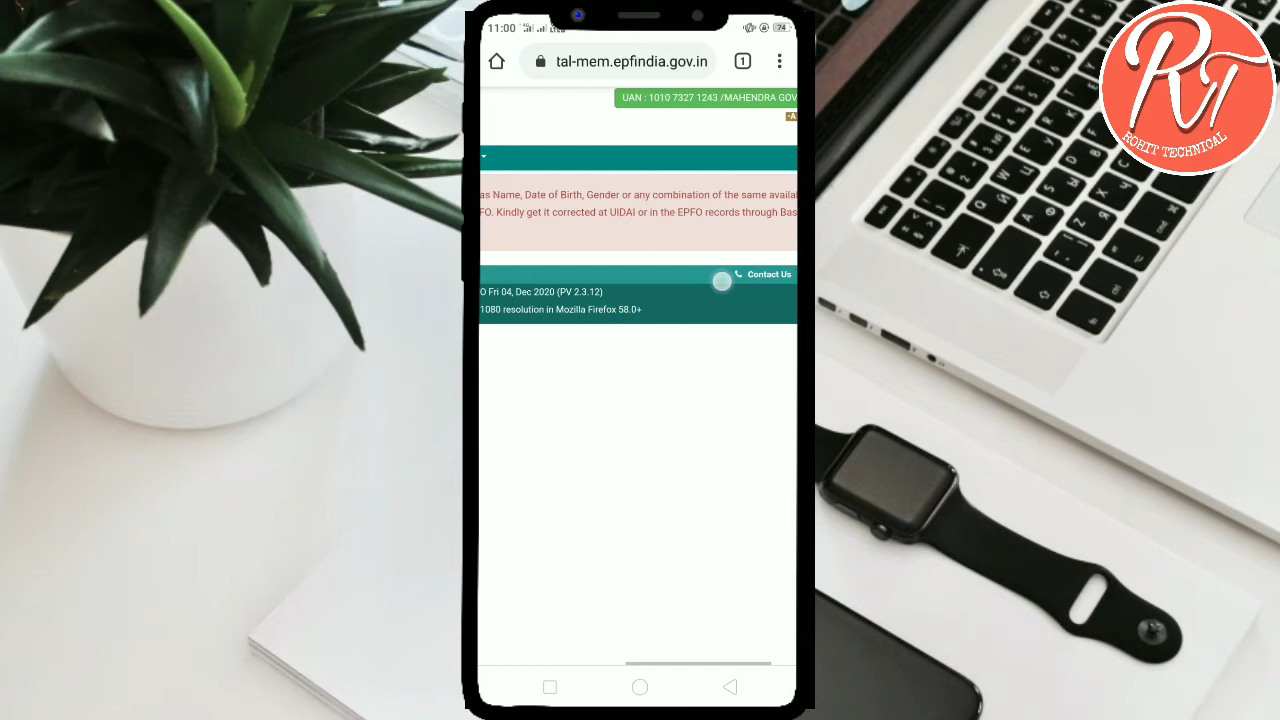 11:00
74
tal-mem.epfindia.gov.in
1
UAN : 1010 7327 1243 /MAHENDRA GOV
-A
as Name, Date of Birth, Gender or any combination of the same availab
FO. Kindly get it corrected at UIDAI or in the EPFO records through Bas
Contact Us
O Fri 04, Dec 2020 (PV 2.3.12)
1080 resolution in Mozilla Firefox 58.0+
RT
ROHIT TECHNICAL